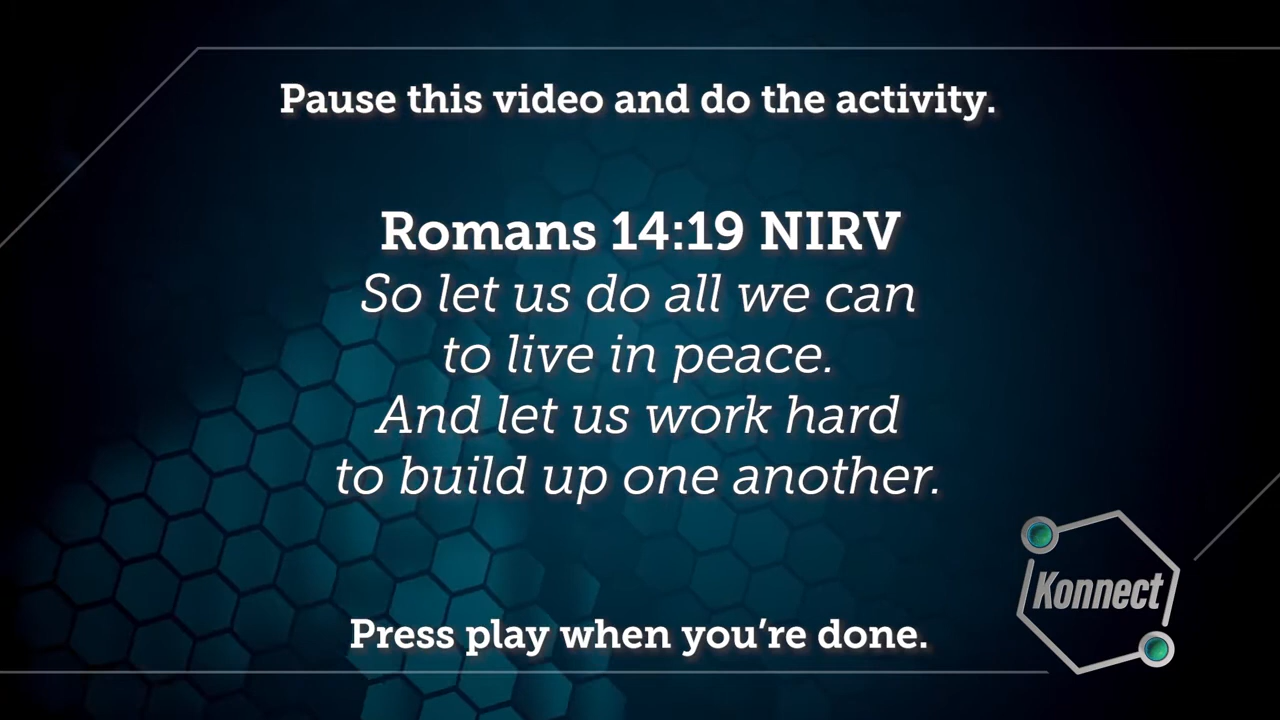 Pause this video and do the activity.
Romans 14:19 NIRV
So let us do all we can
to live in peace.
And let us work hard
to build up one another.
Konnect
Press play when you're done.